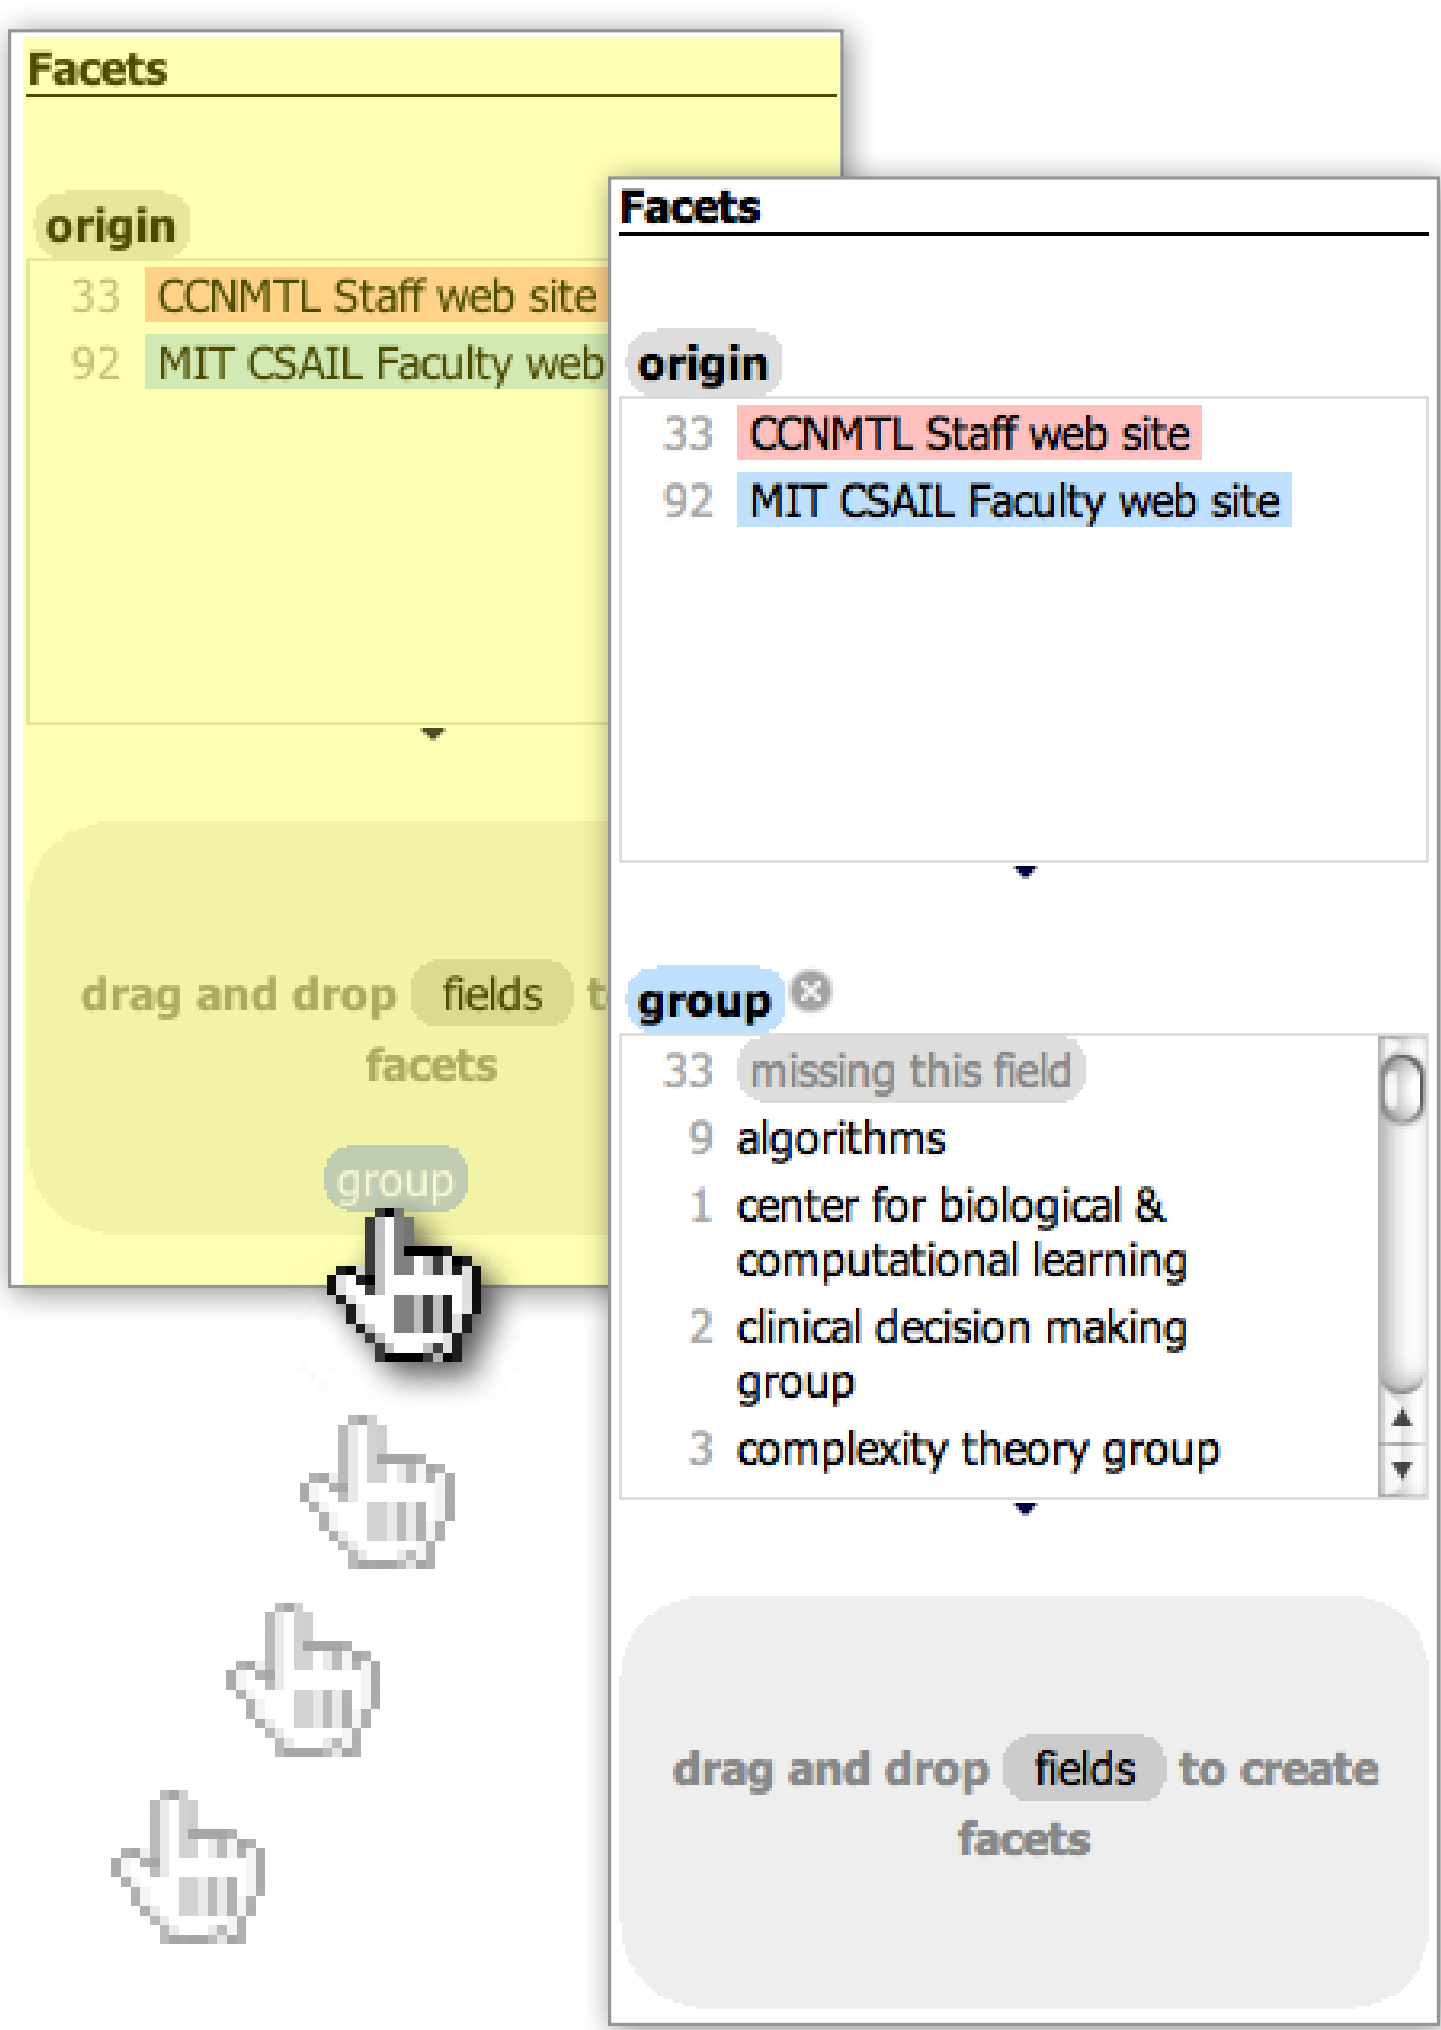 Facets
origin
33 CCNMTL Staff web site
92 MIT CSAIL Faculty web
drag and drop fields t
facets
group
Facets
origin
33 CCNMTL Staff web site
92 MIT CSAIL Faculty web site
group
33 missing this field
9 algorithms
1 center for biological &
computational learning
2 clinical decision making
group
3 complexity theory group
drag and drop fields to create
facets